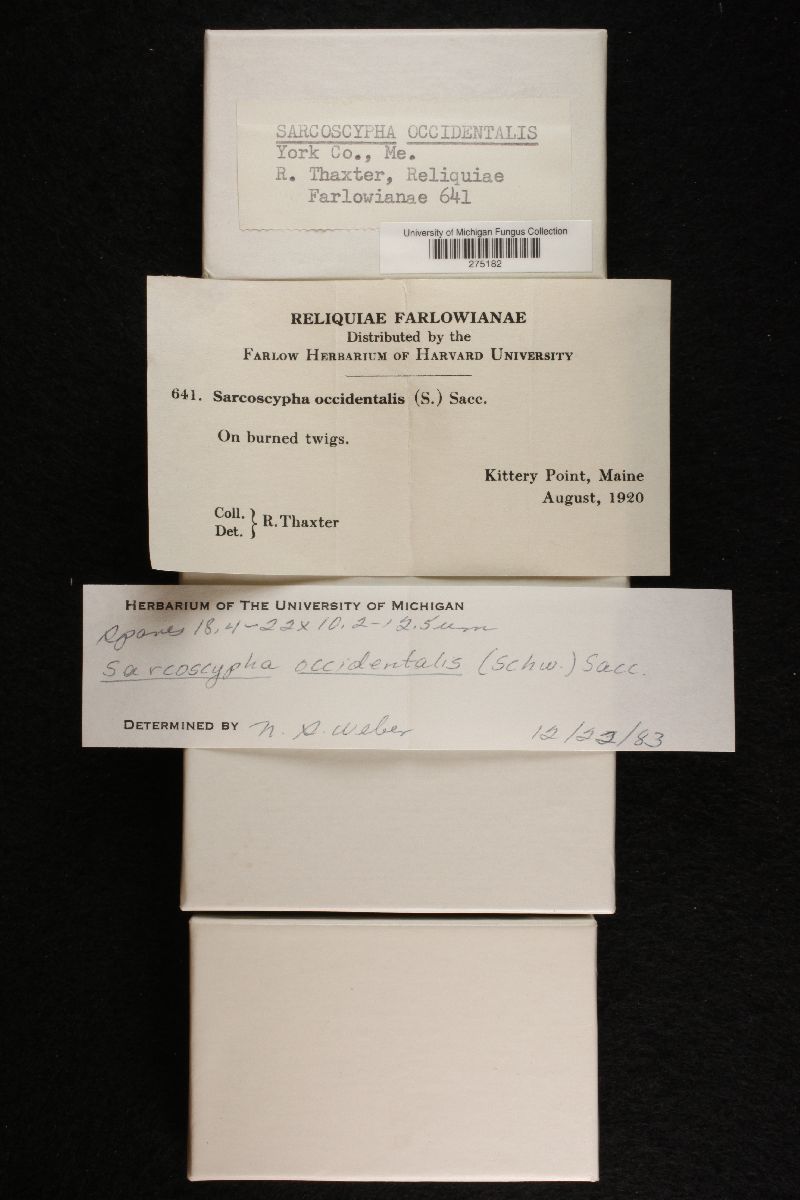 SARCOSCYPHA OCCIDENTALIS
York Co., Me.
R. Thaxter, Reliquiae
Farlowianae 641
University of Michigan Fungus Collection
275182
RELIQUIAE FARLOWIANAE
Distributed by the
FARLOW HERBARIUM OF HARVARD UNIVERSITY
641. Sarcoscypha occidentalis (S.) Sacc.
On burned twigs.
Kittery Point, Maine
August, 1920
Coll. } R. Thaxter
Det.
HERBARIUM OF THE UNIVERSITY OF MICHIGAN
Spores 18.4-22 x 10.2-12.5 um
Sarcoscypha occidentalis (Schw.) Sacc.
DETERMINED BY N. S. Weber 12/22/83